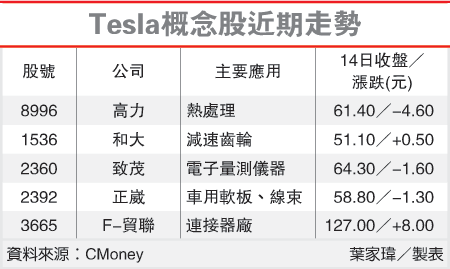 Tesla概念股近期走勢
股號 公司 主要應用 14日收盤／
漲跌(元)
8996 高力 熱處理 61.40／−4.60
1536 和大 減速齒輪 51.10／+0.50
2360 致茂 電子量測儀器 64.30／−1.60
2392 正崴 車用軟板、線束 58.80／−1.30
3665 F−貿聯 連接器廠 127.00／+8.00
資料來源：CMoney 葉家瑋／製表